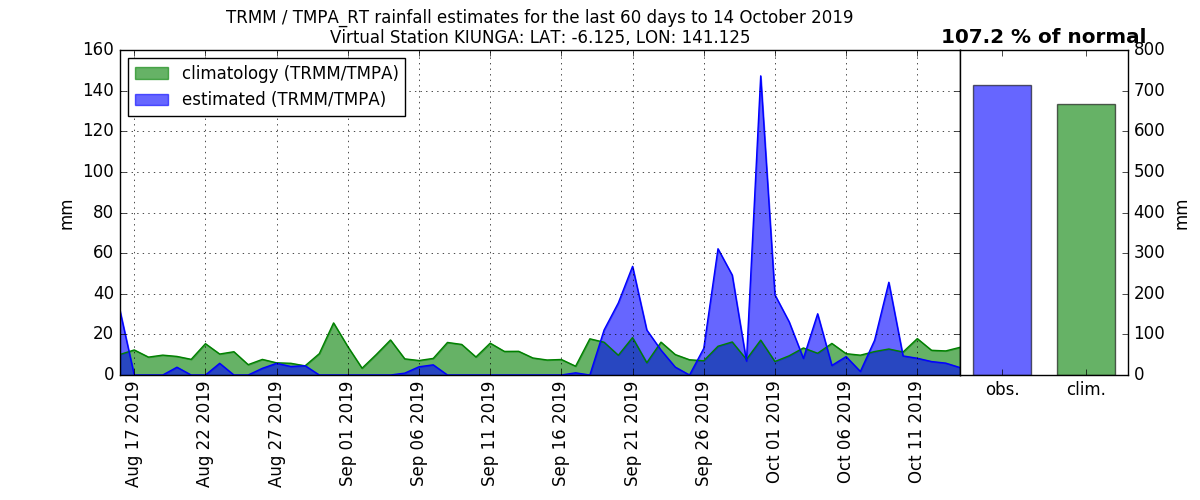 TRMM / TMPA_RT rainfall estimates for the last 60 days to 14 October 2019
Virtual Station KIUNGA: LAT: -6.125, LON: 141.125
107.2 % of normal
climatology (TRMM/TMPA)
estimated (TRMM/TMPA)
mm
160
140
120
100
80
60
40
20
0
Aug 17 2019
Aug 22 2019
Aug 27 2019
Sep 01 2019
Sep 06 2019
Sep 11 2019
Sep 16 2019
Sep 21 2019
Sep 26 2019
Oct 01 2019
Oct 06 2019
Oct 11 2019
obs.
clim.
800
700
600
500
400
300
200
100
0
mm